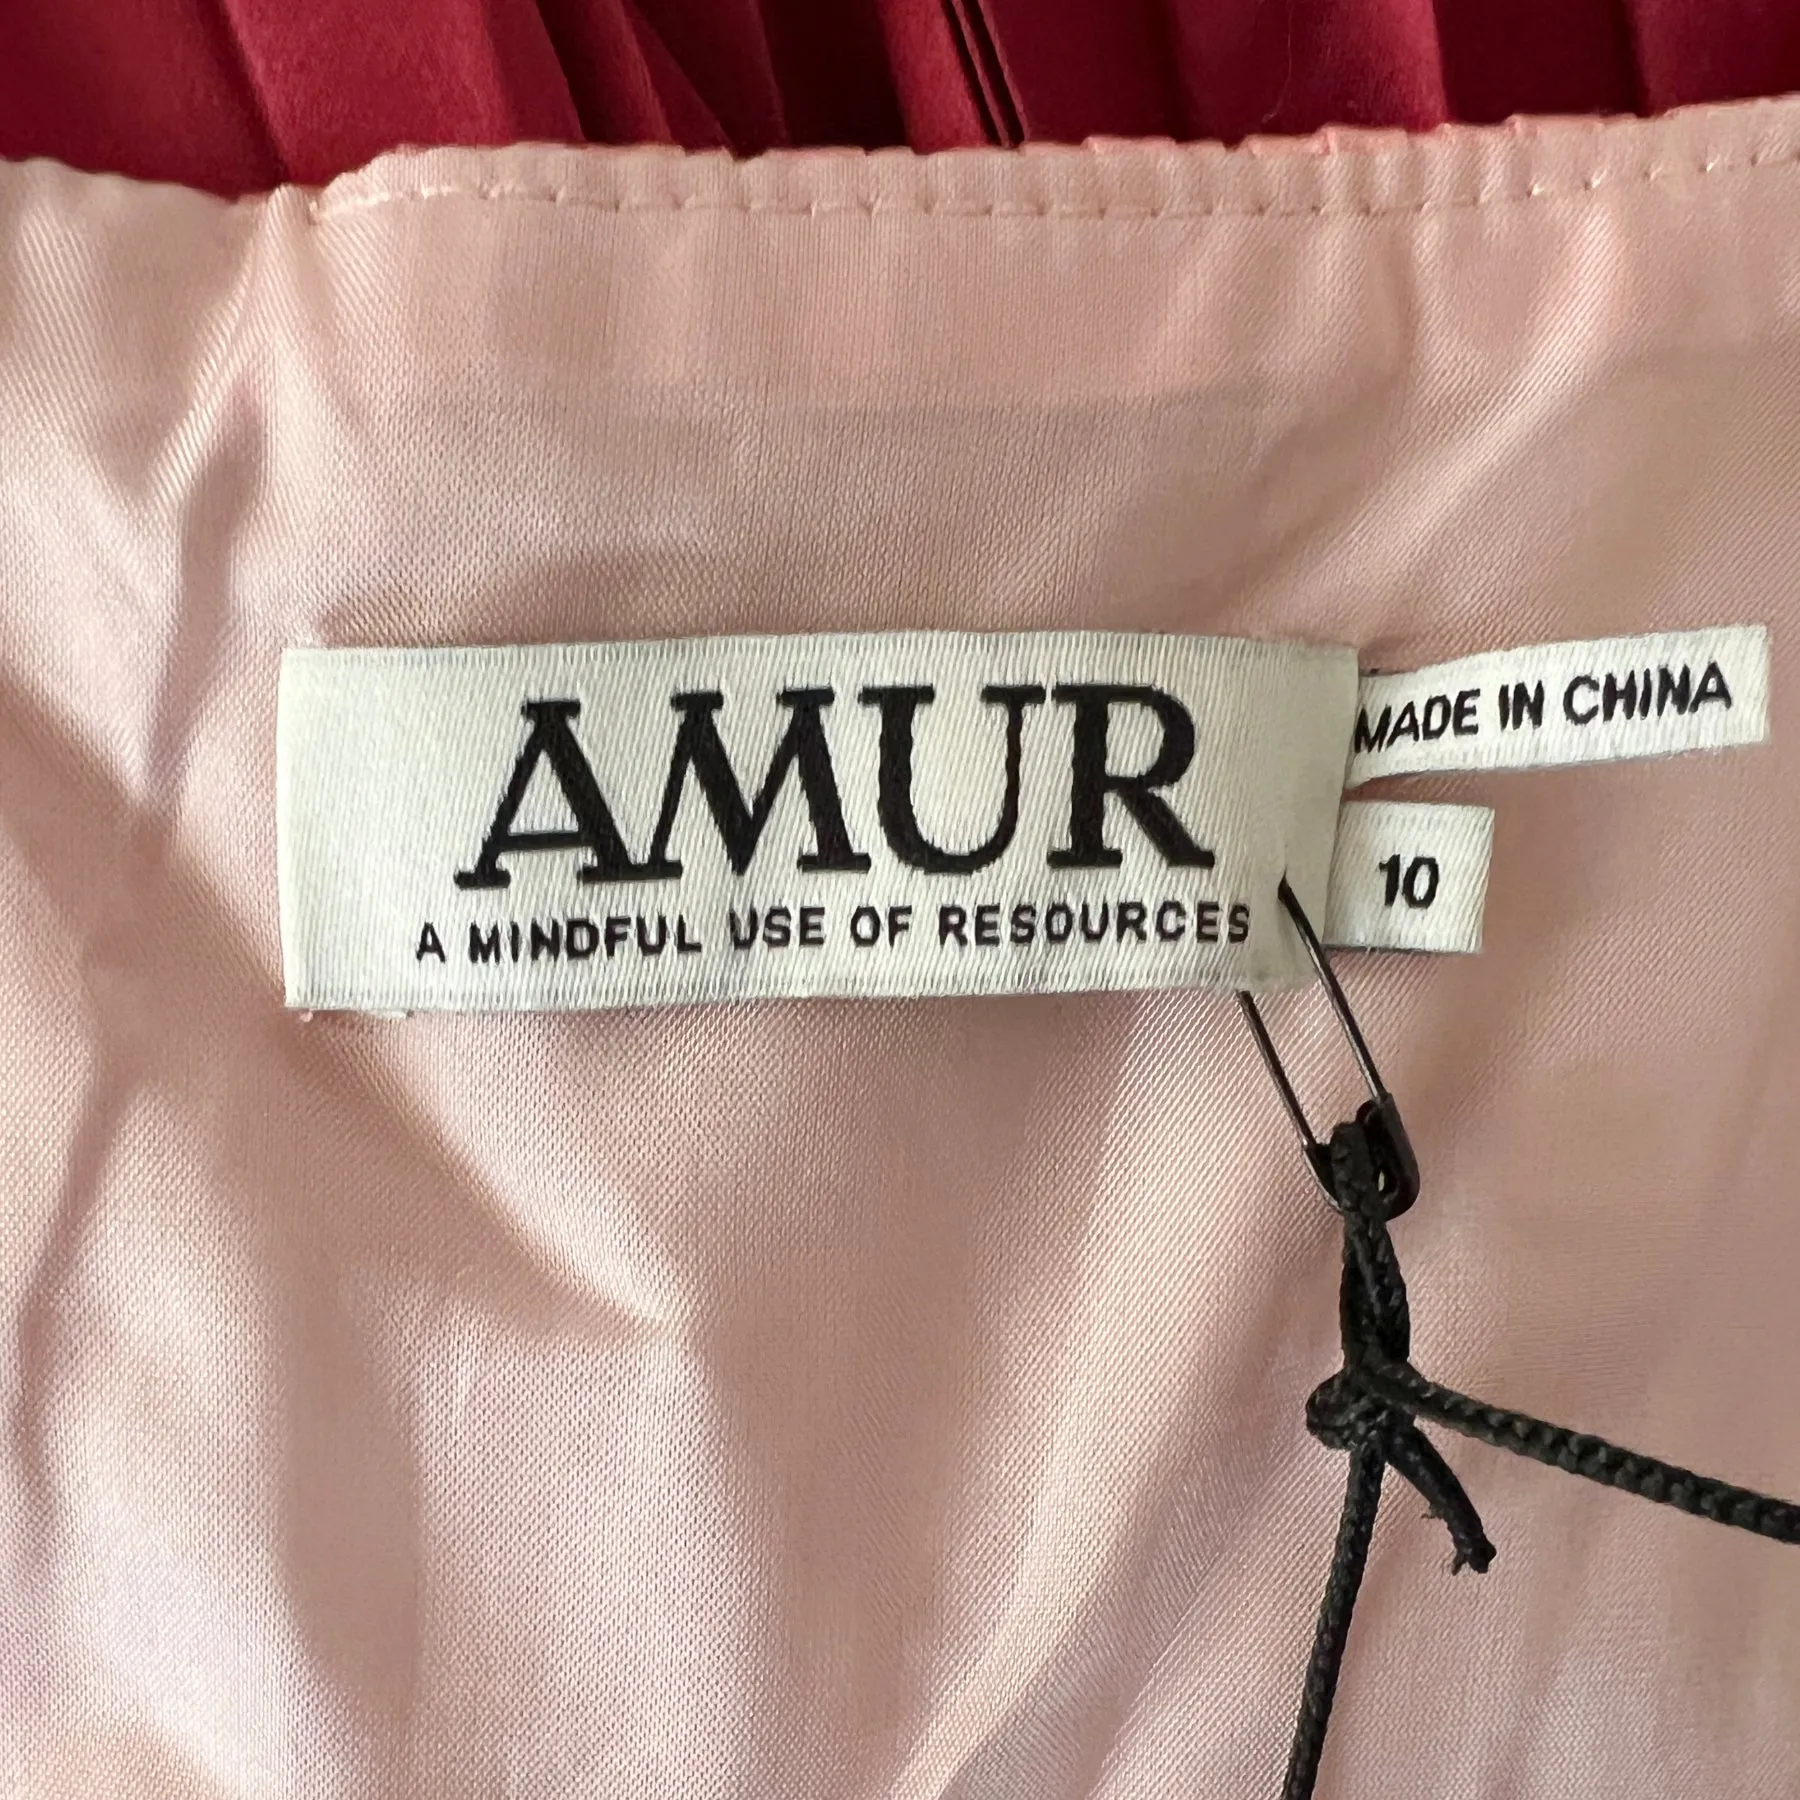 AMUR
A MINDFUL USE OF RESOURCES
MADE IN CHINA
10